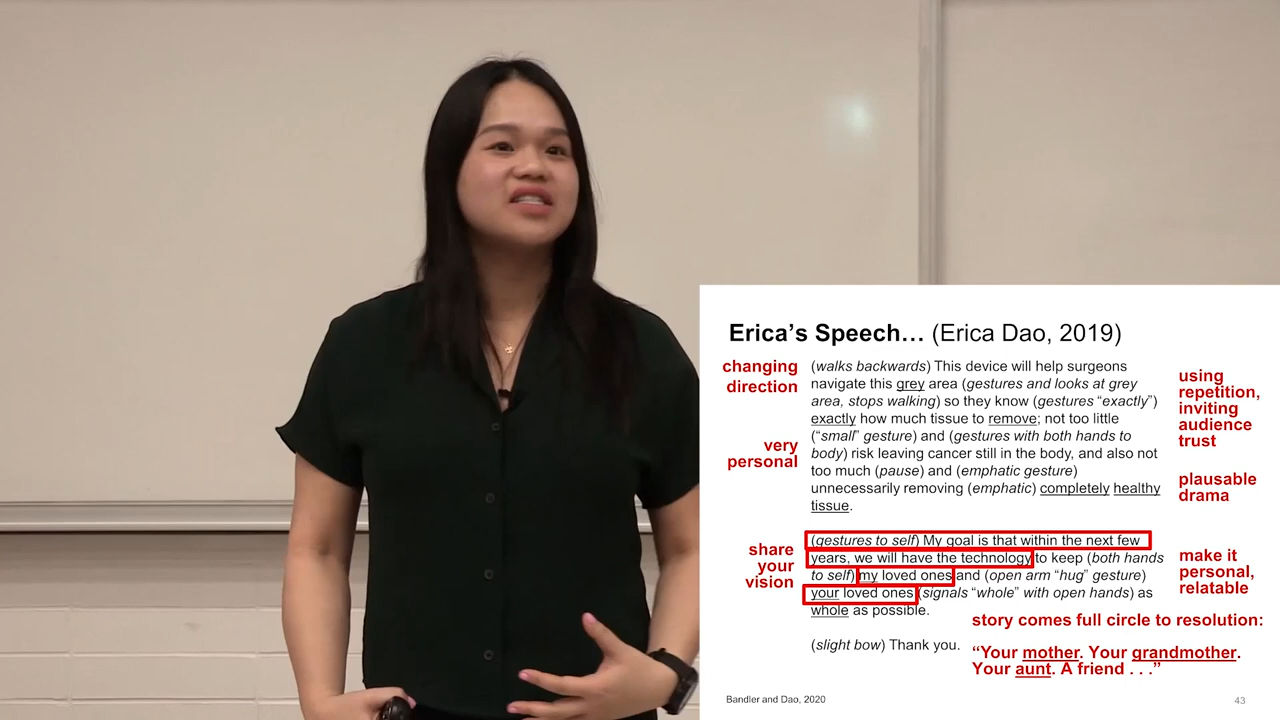 Erica’s Speech… (Erica Dao, 2019)
changing
direction
(walks backwards) This device will help surgeons
navigate this grey area (gestures and looks at grey
area, stops walking) so they know (gestures “exactly”)
exactly how much tissue to remove; not too little
(“small” gesture) and (gestures with both hands to
body) risk leaving cancer still in the body, and also not
too much (pause) and (emphatic gesture)
unnecessarily removing (emphatic) completely healthy
tissue.
using
repetition,
inviting
audience
trust
very
personal
plausable
drama
share
your
vision
(gestures to self) My goal is that within the next few
years, we will have the technology to keep (both hands
to self) my loved ones and (open arm “hug” gesture)
your loved ones (signals “whole” with open hands) as
whole as possible.
make it
personal,
relatable
story comes full circle to resolution:
(slight bow) Thank you.
“Your mother. Your grandmother.
Your aunt. A friend . . .”
Bandler and Dao, 2020
43